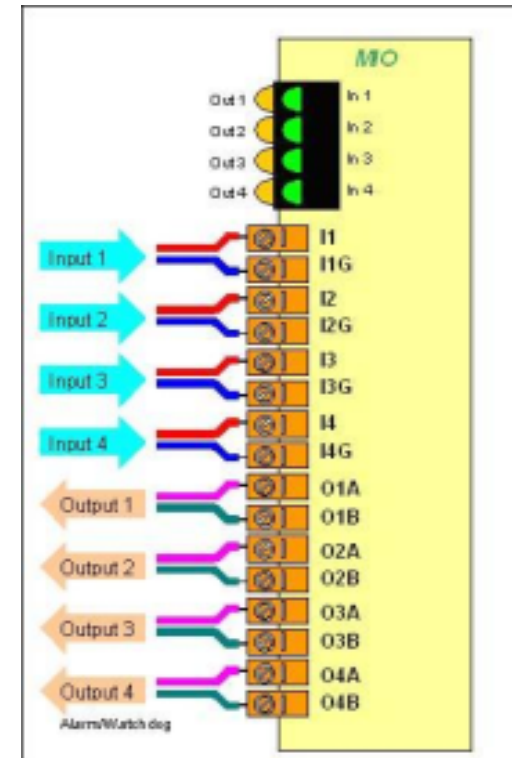 MIO
Out 1 In 1
Out 2 In 2
Out 3 In 3
Out 4 In 4
I1
Input 1
I1G
I2
Input 2
I2G
I3
Input 3
I3G
I4
Input 4
I4G
O1A
Output 1
O1B
O2A
Output 2
O2B
O3A
Output 3
O3B
O4A
Output 4
O4B
Alarm/Watch dog